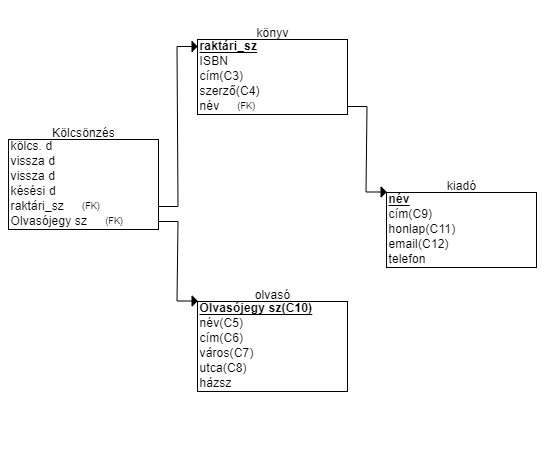 könyv
raktári_sz
ISBN
cím(C3)
szerző(C4)
név (FK)
Kölcsönzés
kölcs. d
vissza d
vissza d
késési d
raktári_sz (FK)
Olvasójegy sz (FK)
kiadó
név
cím(C9)
honlap(C11)
email(C12)
telefon
olvasó
Olvasójegy sz(C10)
név(C5)
cím(C6)
város(C7)
utca(C8)
házsz